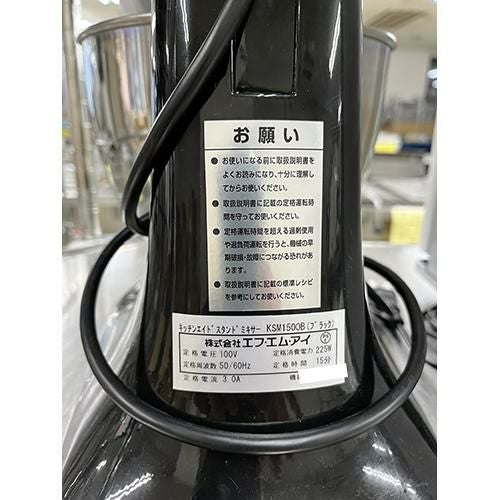 お願い
●お使いになる前に取扱説明書を
よくお読みになり、十分に理解し
てからお使いください。
●取扱説明書に記載の定格運転時
間を守ってお使いください。
●定格運転時間を超える過剰使用
や過負荷運転を行うと、機械の早
期破損・故障につながる恐れがあ
ります。
●取扱説明書に記載の標準レシピ
を参考にしてお使いください。
キッチンエイド スタンドミキサー KSM1500B(ブラック)
株式会社エフ・エム・アイ
定格電圧 100V 定格消費電力 225W
定格周波数 50/60Hz 定格時間 15分
定格電流 3.0A